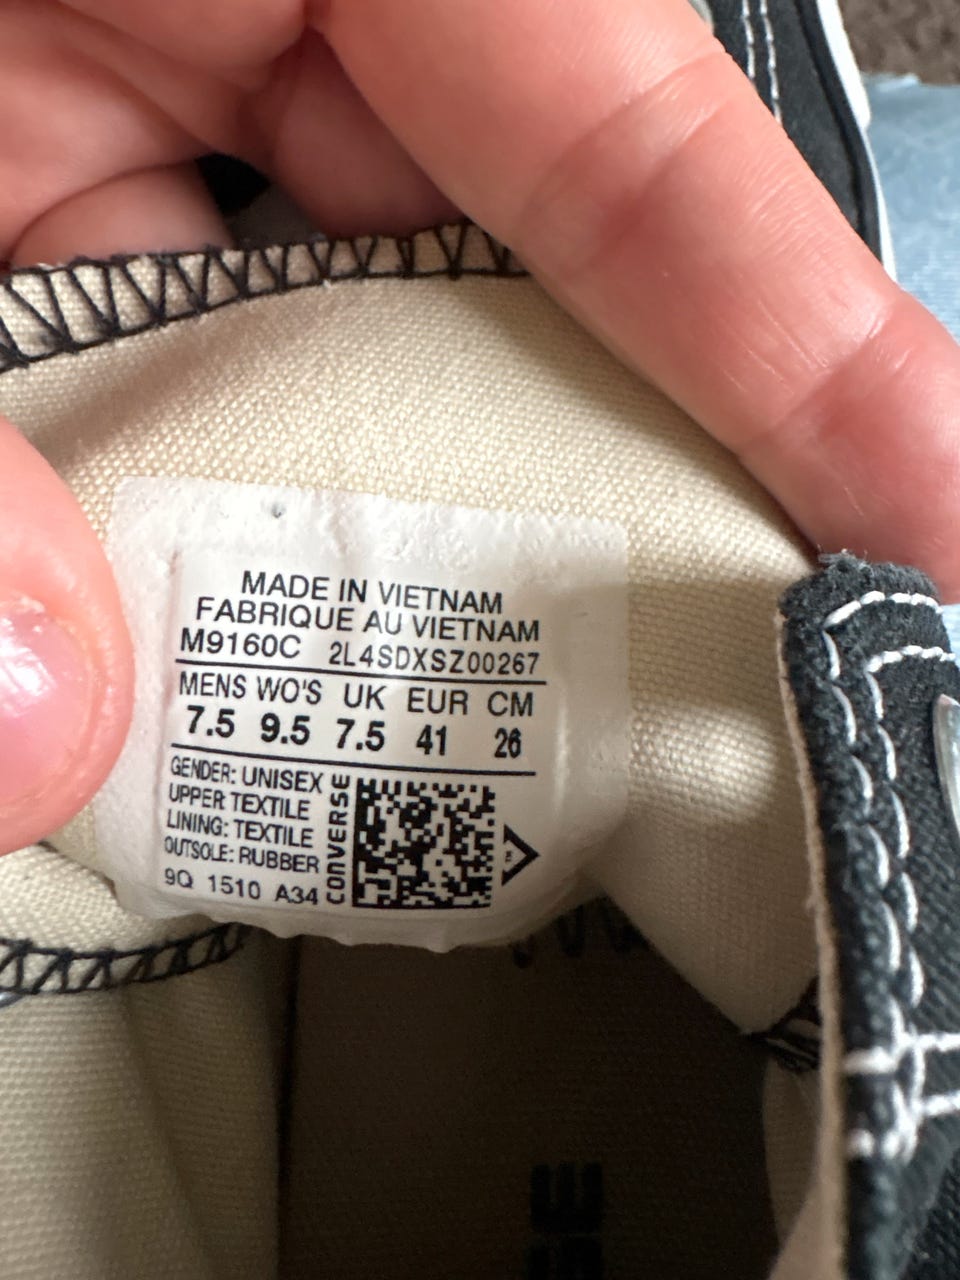 MADE IN VIETNAM
FABRIQUE AU VIETNAM
M9160C 2L4SDXSZ00267
MENS WO'S UK EUR CM
7.5 9.5 7.5 41 26
GENDER: UNISEX
UPPER TEXTILE
LINING: TEXTILE
OUTSOLE: RUBBER
9Q 1510 A34
CONVERSE
™